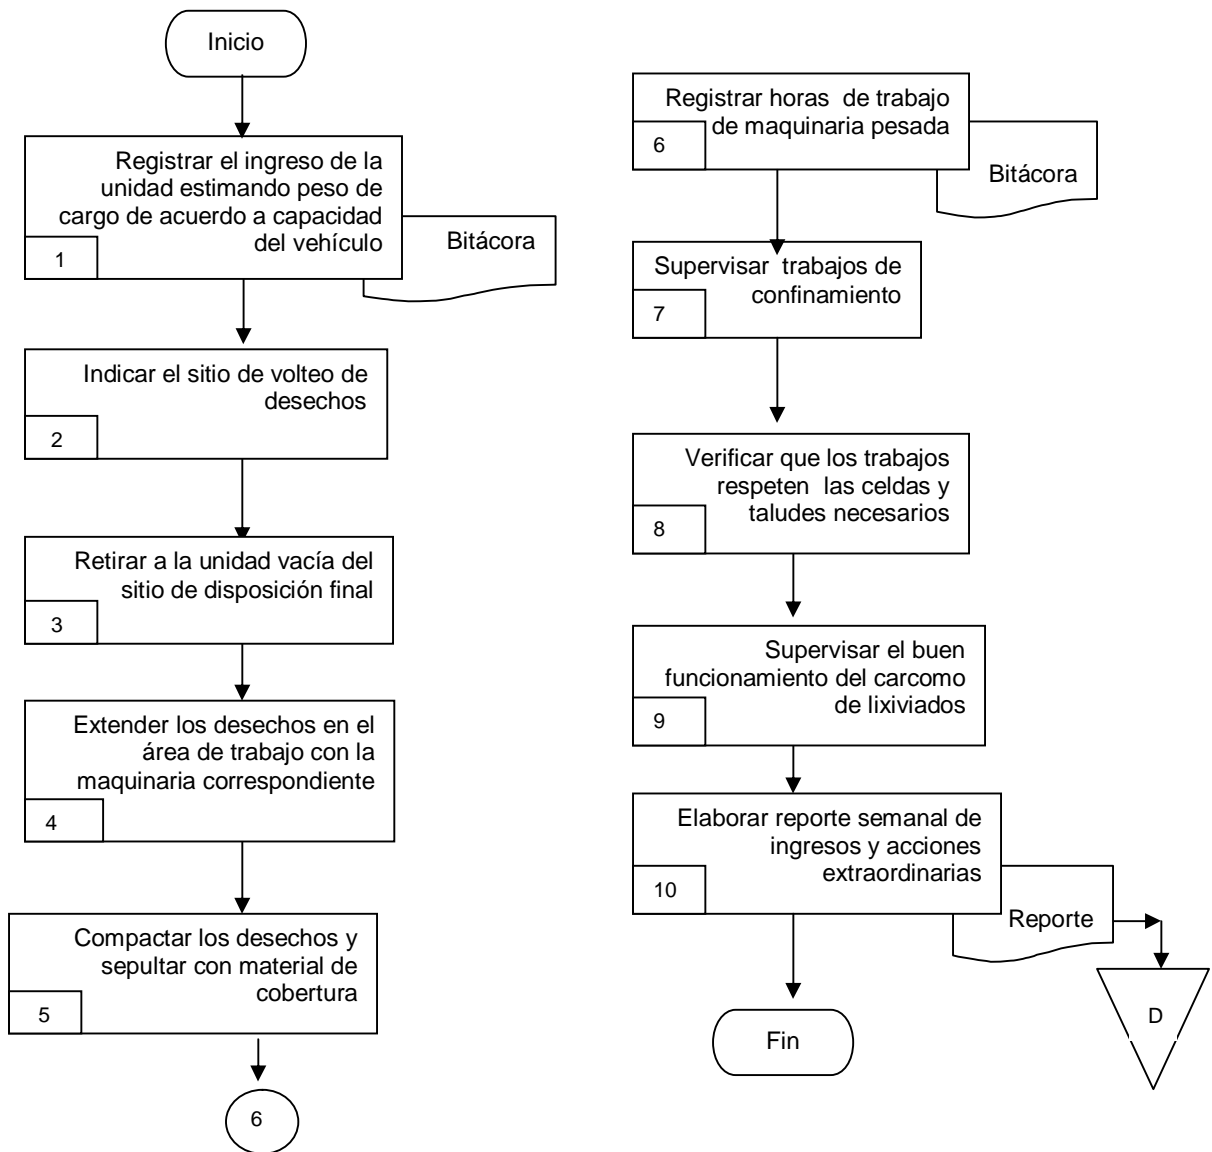 Inicio
Registrar el ingreso de la
unidad estimando peso de
cargo de acuerdo a capacidad
del vehículo
1
Bitácora
Indicar el sitio de volteo de
desechos
2
Retirar a la unidad vacía del
sitio de disposición final
3
Extender los desechos en el
área de trabajo con la
maquinaria correspondiente
4
Compactar los desechos y
sepultar con material de
cobertura
5
6
Registrar horas de trabajo
de maquinaria pesada
6
Bitácora
Supervisar trabajos de
confinamiento
7
Verificar que los trabajos
respeten las celdas y
taludes necesarios
8
Supervisar el buen
funcionamiento del carcomo
de lixiviados
9
Elaborar reporte semanal de
ingresos y acciones
extraordinarias
10
Reporte
D
Fin